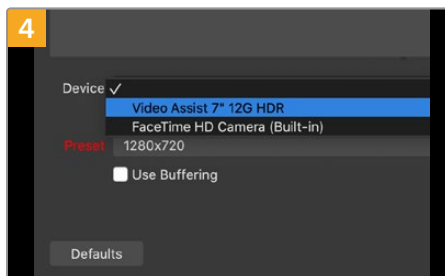 4
Device ✓
Video Assist 7" 12G HDR
FaceTime HD Camera (Built-in)
Preset 1280x720
Use Buffering
Defaults